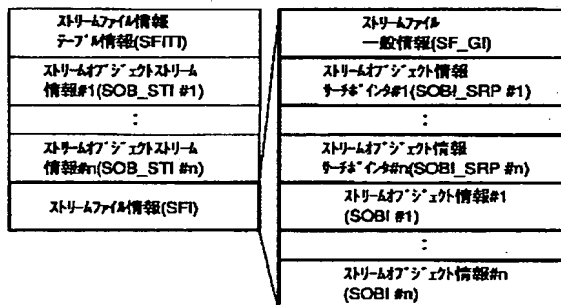 ストリームファイル情報
テーブル情報(SFITI)
ストリームオブジェクトストリーム
情報#1(SOB_STI #1)
:
ストリームオブジェクトストリーム
情報#n(SOB_STI #n)
ストリームファイル情報(SFI)
ストリームファイル
一般情報(SF_GI)
ストリームオブジェクト情報
サーチポインタ#1(SOBI_SRP #1)
:
ストリームオブジェクト情報
サーチポインタ#n(SOBI_SRP #n)
ストリームオブジェクト情報#1
(SOBI #1)
:
ストリームオブジェクト情報#n
(SOBI #n)